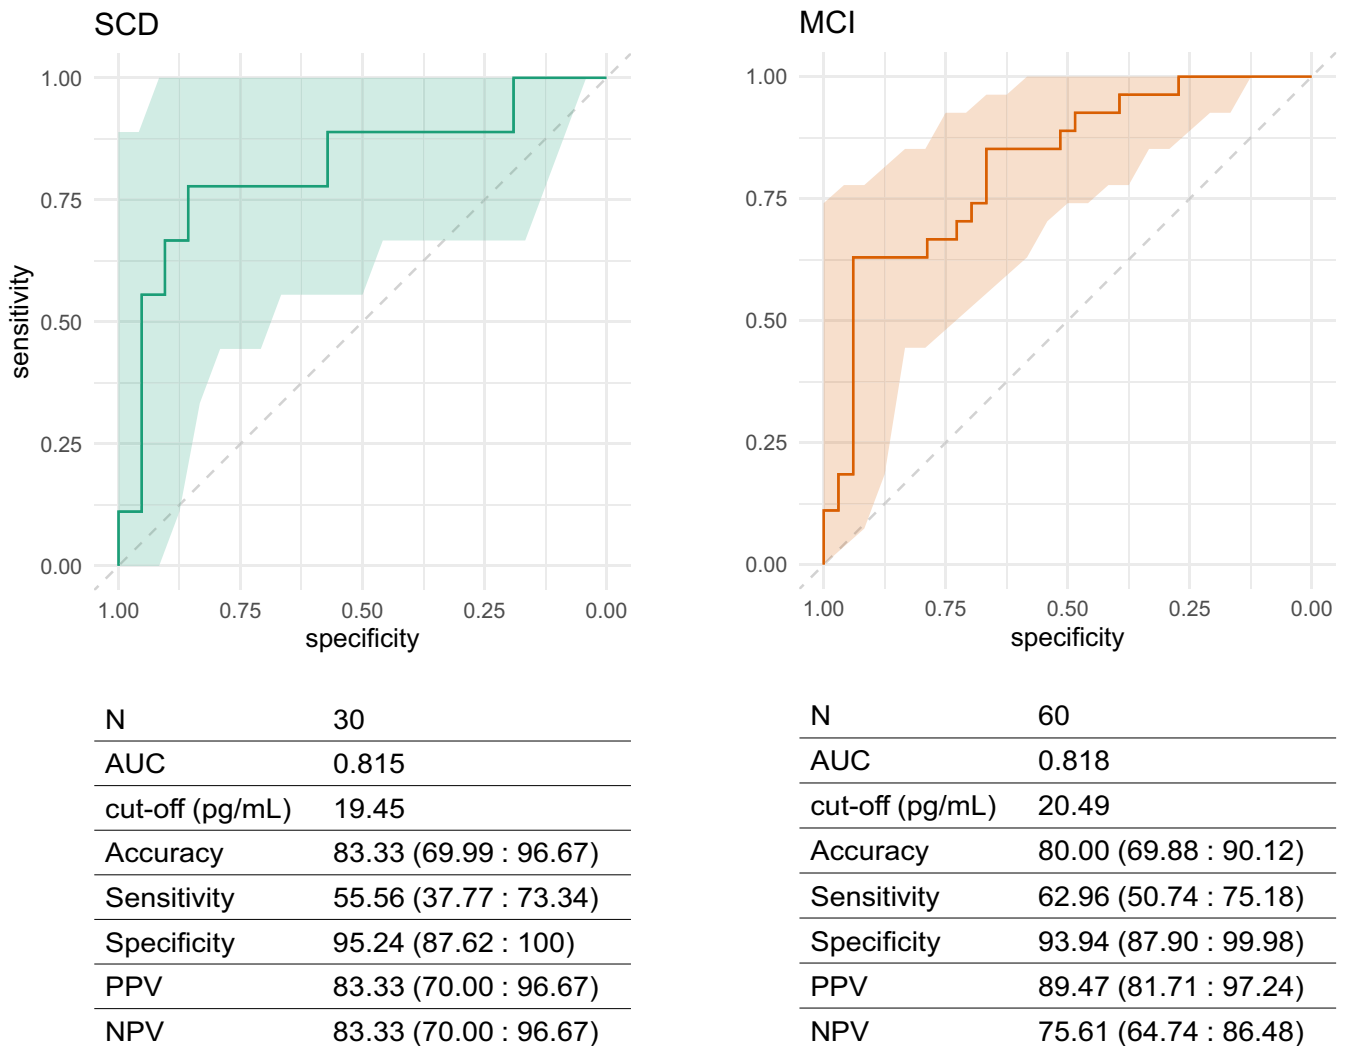 SCD
1.00
0.75
0.50
0.25
0.00
sensitivity
1.00 0.75 0.50 0.25 0.00
specificity
N 30
AUC 0.815
cut-off (pg/mL) 19.45
Accuracy 83.33 (69.99 : 96.67)
Sensitivity 55.56 (37.77 : 73.34)
Specificity 95.24 (87.62 : 100)
PPV 83.33 (70.00 : 96.67)
NPV 83.33 (70.00 : 96.67)
MCI
1.00
0.75
0.50
0.25
0.00
1.00 0.75 0.50 0.25 0.00
specificity
N 60
AUC 0.818
cut-off (pg/mL) 20.49
Accuracy 80.00 (69.88 : 90.12)
Sensitivity 62.96 (50.74 : 75.18)
Specificity 93.94 (87.90 : 99.98)
PPV 89.47 (81.71 : 97.24)
NPV 75.61 (64.74 : 86.48)